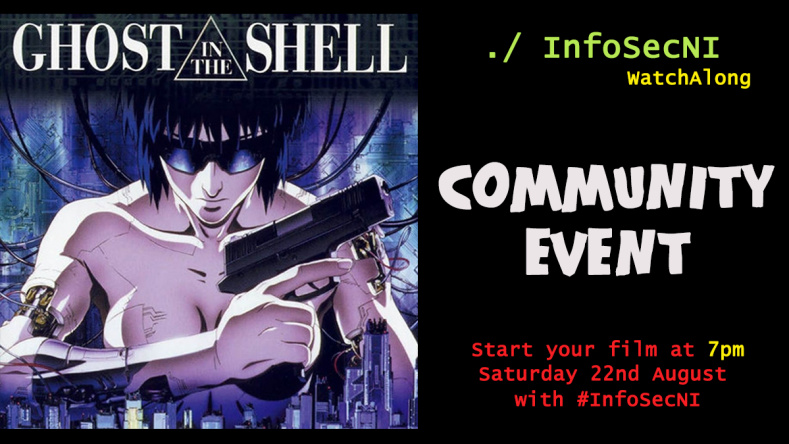 GHOST IN THE SHELL
./ InfoSecNI
WatchAlong
COMMUNITY
EVENT
Start your film at 7pm
Saturday 22nd August
with #InfoSecNI